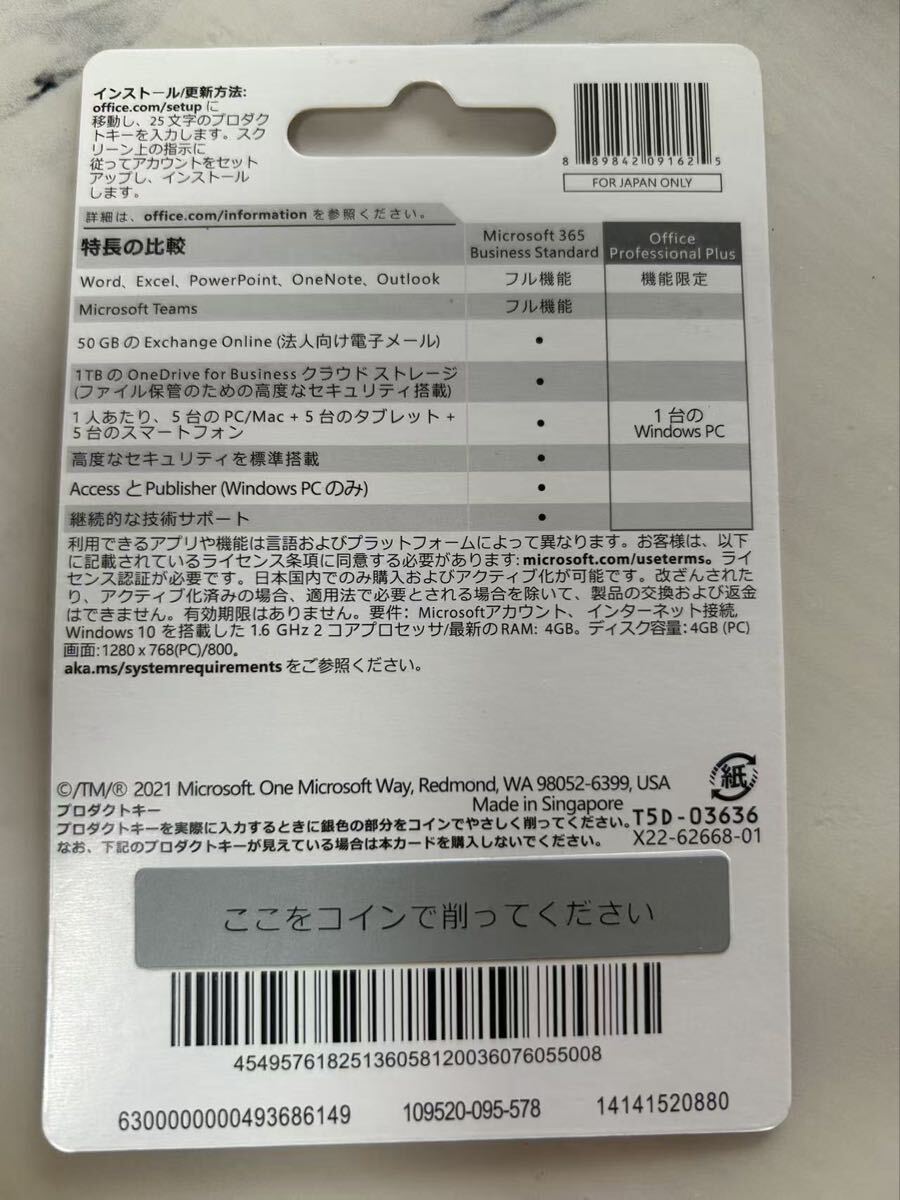 インストール/更新方法:
office.com/setup に
移動し、25 文字のプロダク
トキーを入力します。スク
リーン上の指示に
従ってアカウントをセット
アップし、インストール
します。
8 89842 09162 5
FOR JAPAN ONLY
詳細は、office.com/information を参照ください。
特長の比較 Microsoft 365 Business Standard Office Professional Plus
Word、Excel、PowerPoint、OneNote、Outlook フル機能 機能限定
Microsoft Teams フル機能
50 GB の Exchange Online (法人向け電子メール) •
1TB の OneDrive for Business クラウド ストレージ
(ファイル保管のための高度なセキュリティ搭載) •
1 人あたり、5 台の PC/Mac + 5 台のタブレット +
5 台のスマートフォン • 1 台の Windows PC
高度なセキュリティを標準搭載 •
Access と Publisher (Windows PC のみ) •
継続的な技術サポート •
利用できるアプリや機能は言語およびプラットフォームによって異なります。お客様は、以下
に記載されているライセンス条項に同意する必要があります: microsoft.com/useterms。ライ
センス認証が必要です。日本国内でのみ購入およびアクティブ化が可能です。改ざんされた
り、アクティブ化済みの場合、適用法で必要とされる場合を除いて、製品の交換および返金
はできません。有効期限はありません。要件: Microsoftアカウント、インターネット接続,
Windows 10 を搭載した 1.6 GHz 2 コアプロセッサ/最新の RAM: 4GB。ディスク容量: 4GB (PC)
画面: 1280 x 768(PC)/800。
aka.ms/systemrequirements をご参照ください。
紙
©/TM/® 2021 Microsoft. One Microsoft Way, Redmond, WA 98052-6399, USA
プロダクトキー Made in Singapore
プロダクトキーを実際に入力するときに銀色の部分をコインでやさしく削ってください。T5D-03636
なお、下記のプロダクトキーが見えている場合は本カードを購入しないでください。 X22-62668-01
ここをコインで削ってください
45495761825136058120036076055008
6300000000493686149 109520-095-578 14141520880